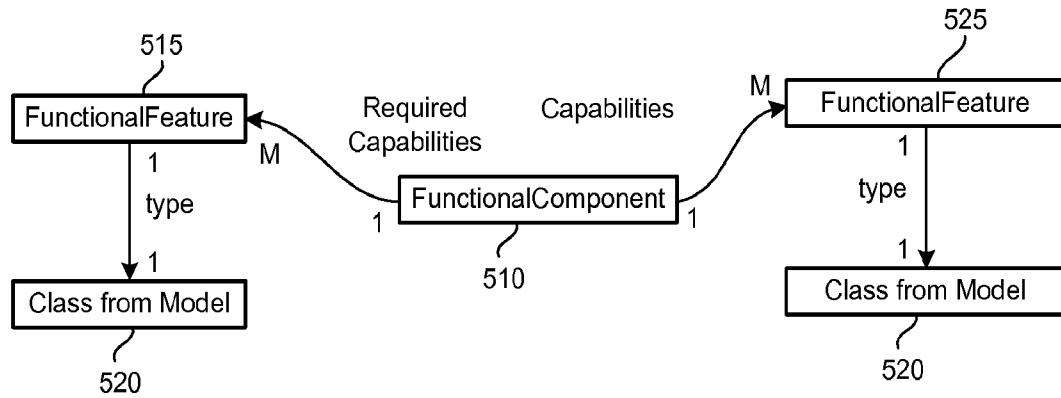 515
FunctionalFeature
M
Required
Capabilities
Capabilities
M
525
FunctionalFeature
1
type
1
Class from Model
520
1
FunctionalComponent
1
510
1
type
1
Class from Model
520